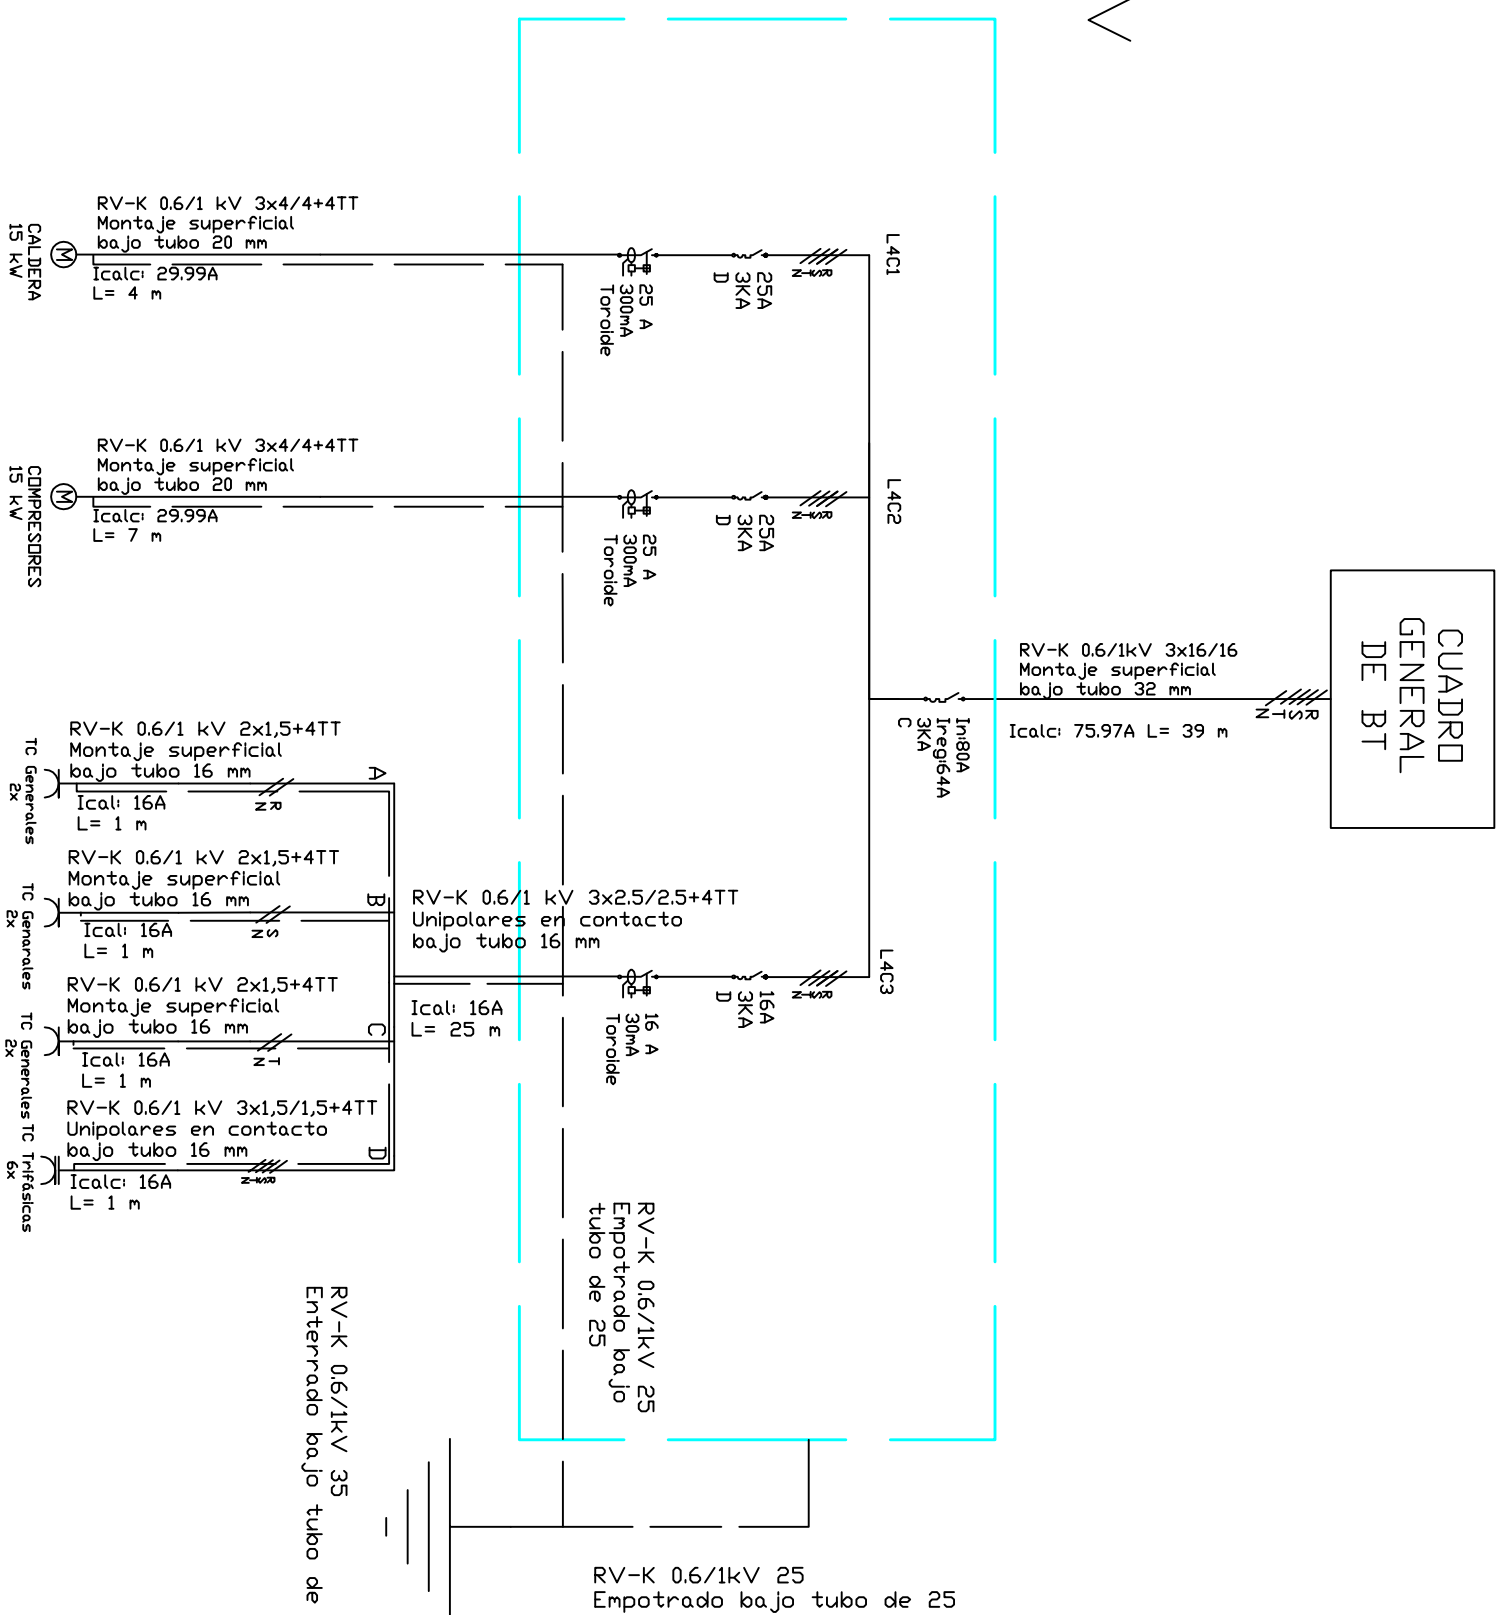 CUADRO
GENERAL
DE BT
RV-K 0.6/1kV 3x16/16
Montaje superficial
bajo tubo 32 mm
Icalc: 75.97A L= 39 m
R
S
T
N
In:80A
Ireg:64A
3KA
C
L4C1
R
S
T
N
25A
3KA
D
25 A
300mA
Toroide
RV-K 0.6/1 kV 3x4/4+4TT
Montaje superficial
bajo tubo 20 mm
Icalc: 29.99A
L= 4 m
M
CALDERA
15 kW
L4C2
R
S
T
N
25A
3KA
D
25 A
300mA
Toroide
RV-K 0.6/1 kV 3x4/4+4TT
Montaje superficial
bajo tubo 20 mm
Icalc: 29.99A
L= 7 m
M
COMPRESORES
15 kW
L4C3
R
S
T
N
16A
3KA
D
16 A
30mA
Toroide
RV-K 0.6/1 kV 3x2.5/2.5+4TT
Unipolares en contacto
bajo tubo 16 mm
Ical: 16A
L= 25 m
A
RV-K 0.6/1 kV 2x1,5+4TT
Montaje superficial
bajo tubo 16 mm
Ical: 16A
L= 1 m
R
N
TC Generales
2x
B
RV-K 0.6/1 kV 2x1,5+4TT
Montaje superficial
bajo tubo 16 mm
Ical: 16A
L= 1 m
S
N
TC Genarales
2x
C
RV-K 0.6/1 kV 2x1,5+4TT
Montaje superficial
bajo tubo 16 mm
Ical: 16A
L= 1 m
T
N
TC Generales
2x
D
RV-K 0.6/1 kV 3x1,5/1,5+4TT
Unipolares en contacto
bajo tubo 16 mm
Icalc: 16A
L= 1 m
R
S
T
N
TC Trifásicas
6x
RV-K 0.6/1kV 25
Empotrado bajo
tubo de 25
RV-K 0.6/1kV 35
Enterrado bajo tubo de
RV-K 0.6/1kV 25
Empotrado bajo tubo de 25